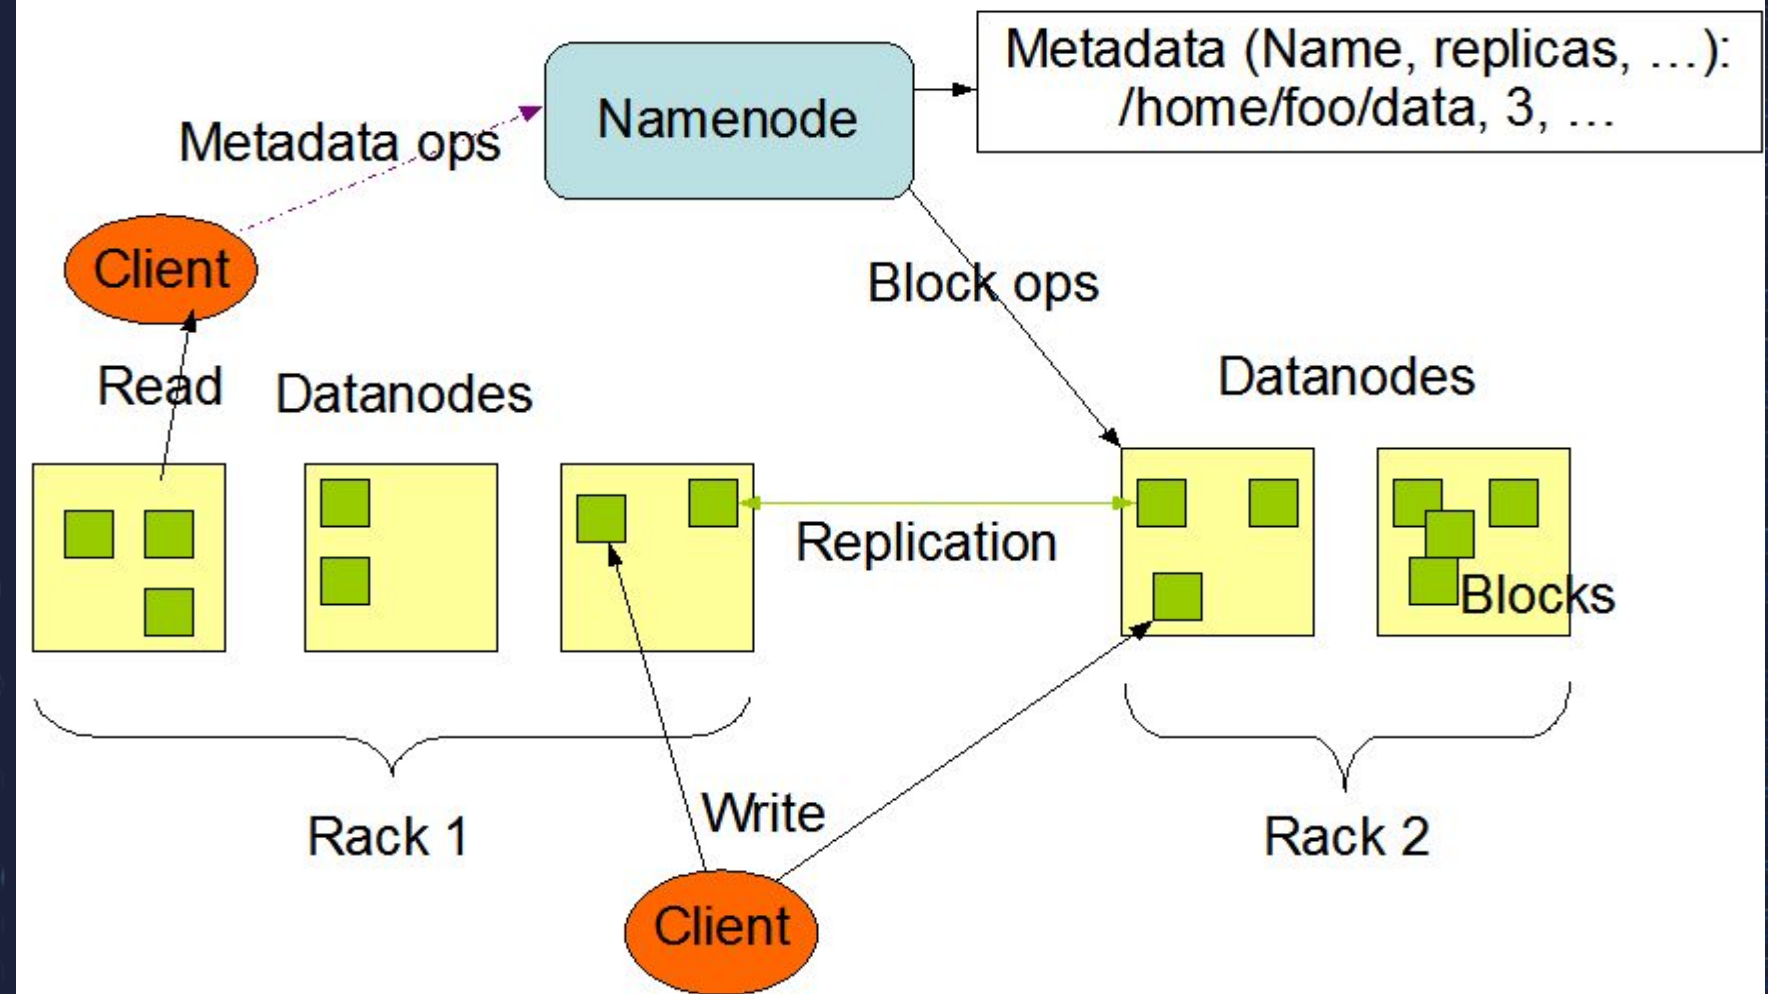 Metadata (Name, replicas, ...):
/home/foo/data, 3, ...
Namenode
Metadata ops
Client
Block ops
Read
Datanodes
Datanodes
Replication
Blocks
Rack 1
Write
Rack 2
Client